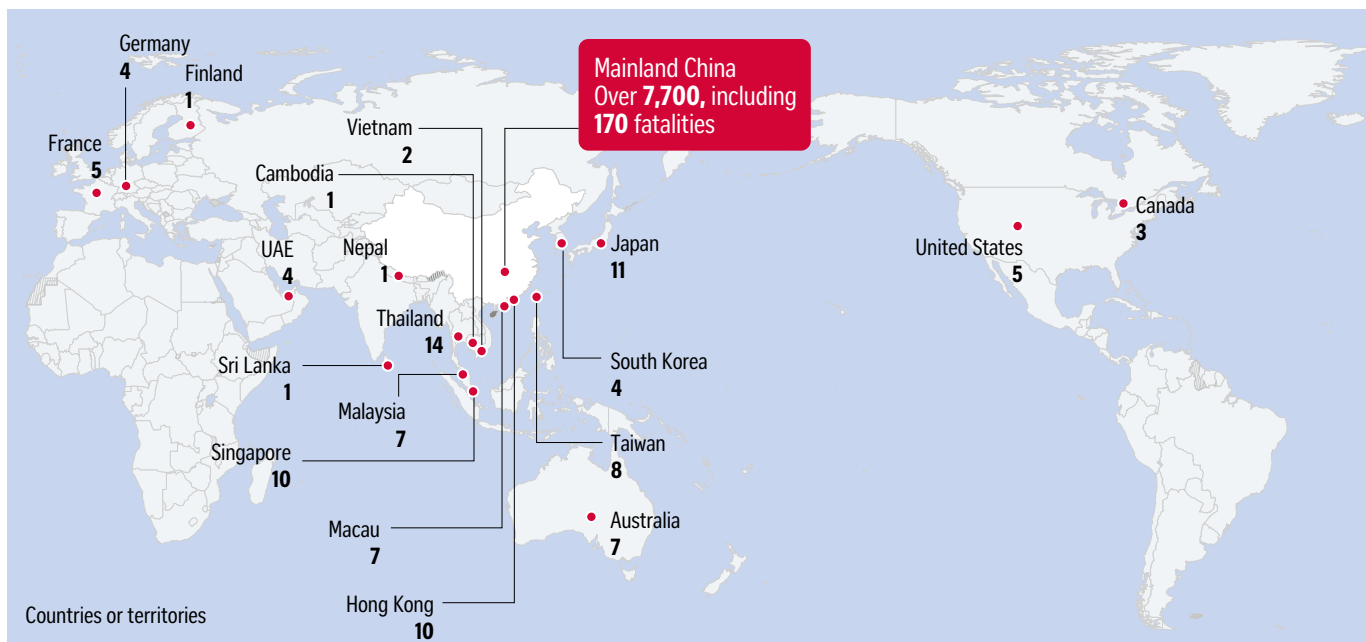 Germany
4
Finland
1
France
5
Mainland China
Over 7,700, including
170 fatalities
Vietnam
2
Cambodia
1
UAE
4
Nepal
1
Japan
11
Canada
3
United States
5
Thailand
14
Sri Lanka
1
South Korea
4
Malaysia
7
Singapore
10
Taiwan
8
Macau
7
Australia
7
Hong Kong
10
Countries or territories